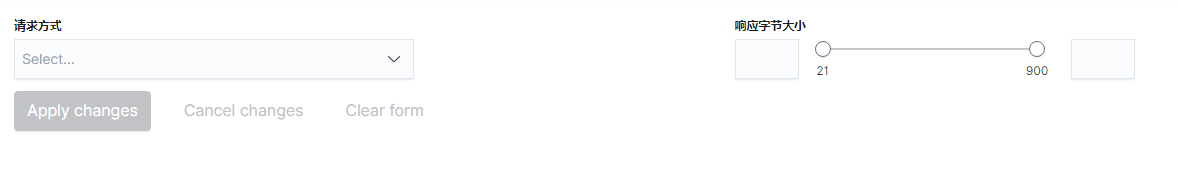 请求方式
响应字节大小
Select...
21
900
Apply changes
Cancel changes
Clear form